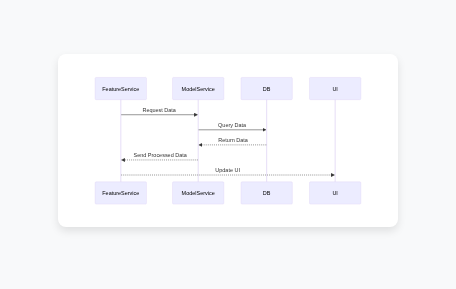 FeatureService ModelService DB UI
Request Data
Query Data
Return Data
Send Processed Data
Update UI
FeatureService ModelService DB UI